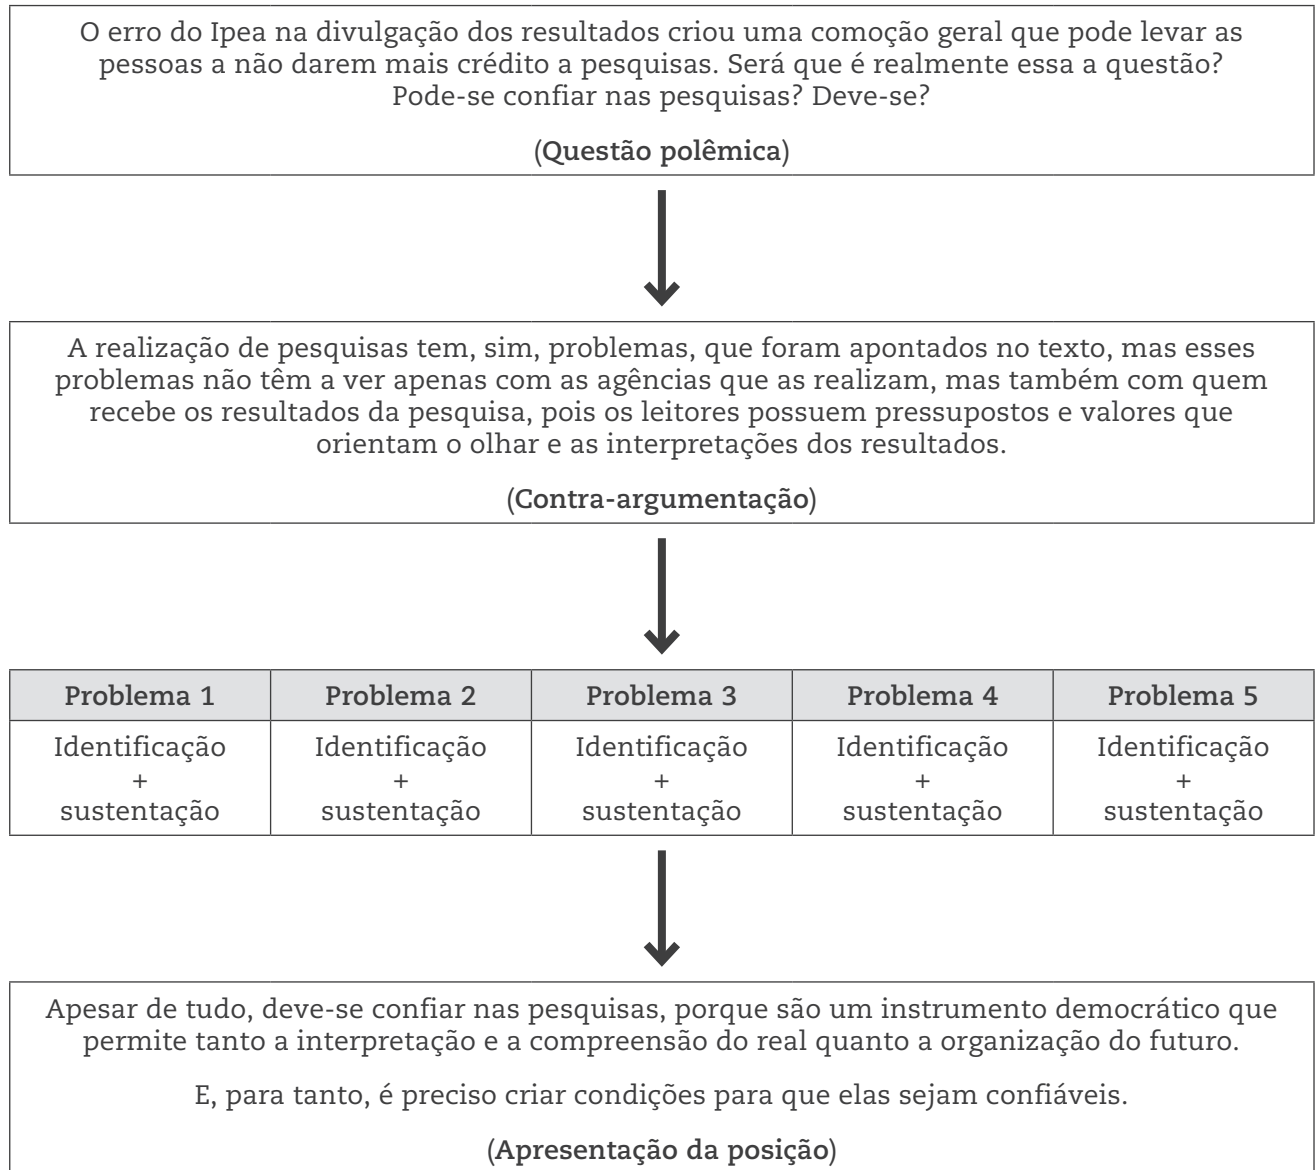 O erro do Ipea na divulgação dos resultados criou uma comoção geral que pode levar as
pessoas a não darem mais crédito a pesquisas. Será que é realmente essa a questão?
Pode-se confiar nas pesquisas? Deve-se?
(Questão polêmica)
A realização de pesquisas tem, sim, problemas, que foram apontados no texto, mas esses
problemas não têm a ver apenas com as agências que as realizam, mas também com quem
recebe os resultados da pesquisa, pois os leitores possuem pressupostos e valores que
orientam o olhar e as interpretações dos resultados.
(Contra-argumentação)
Problema 1 Problema 2 Problema 3 Problema 4 Problema 5
Identificação Identificação Identificação Identificação Identificação
+ + + + +
sustentação sustentação sustentação sustentação sustentação
Apesar de tudo, deve-se confiar nas pesquisas, porque são um instrumento democrático que
permite tanto a interpretação e a compreensão do real quanto a organização do futuro.
E, para tanto, é preciso criar condições para que elas sejam confiáveis.
(Apresentação da posição)